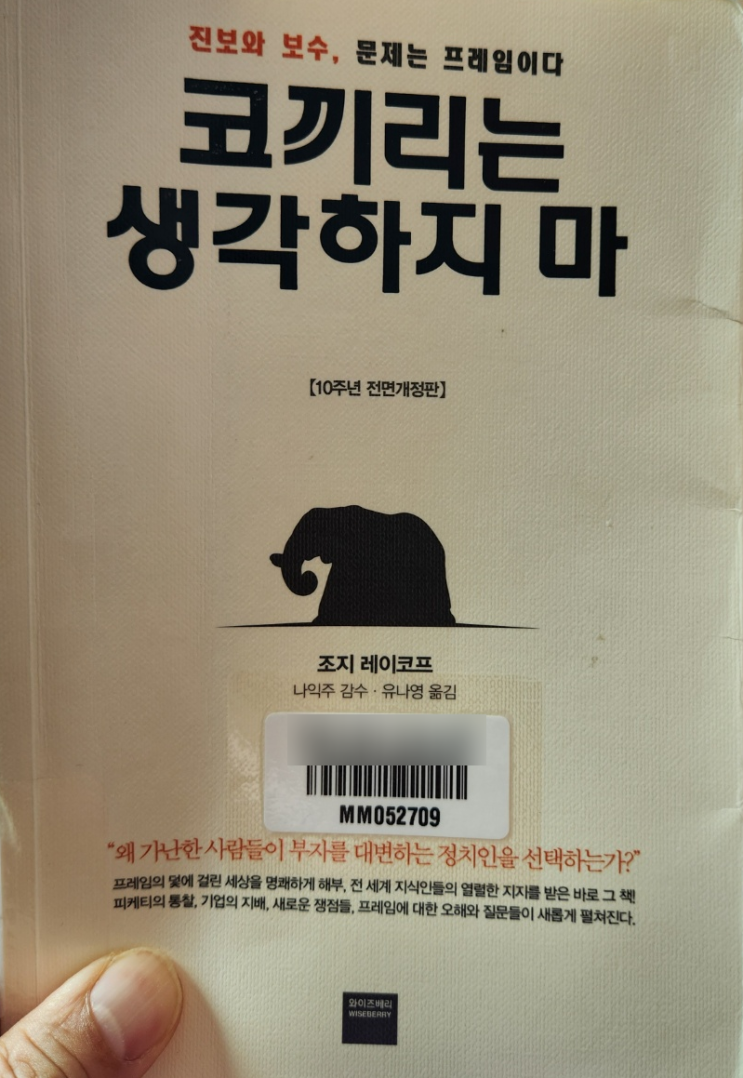 진보와 보수, 문제는 프레임이다
코끼리는
생각하지 마
【10주년 전면개정판】
조지 레이코프
나익주 감수 · 유나영 옮김
MM052709
“왜 가난한 사람들이 부자를 대변하는 정치인을 선택하는가?”
프레임의 덫에 걸린 세상을 명쾌하게 해부, 전 세계 지식인들의 열렬한 지지를 받은 바로 그 책!
피케티의 통찰, 기업의 지배, 새로운 쟁점들, 프레임에 대한 오해와 질문들이 새롭게 펼쳐진다.
와이즈베리
WISEBERRY